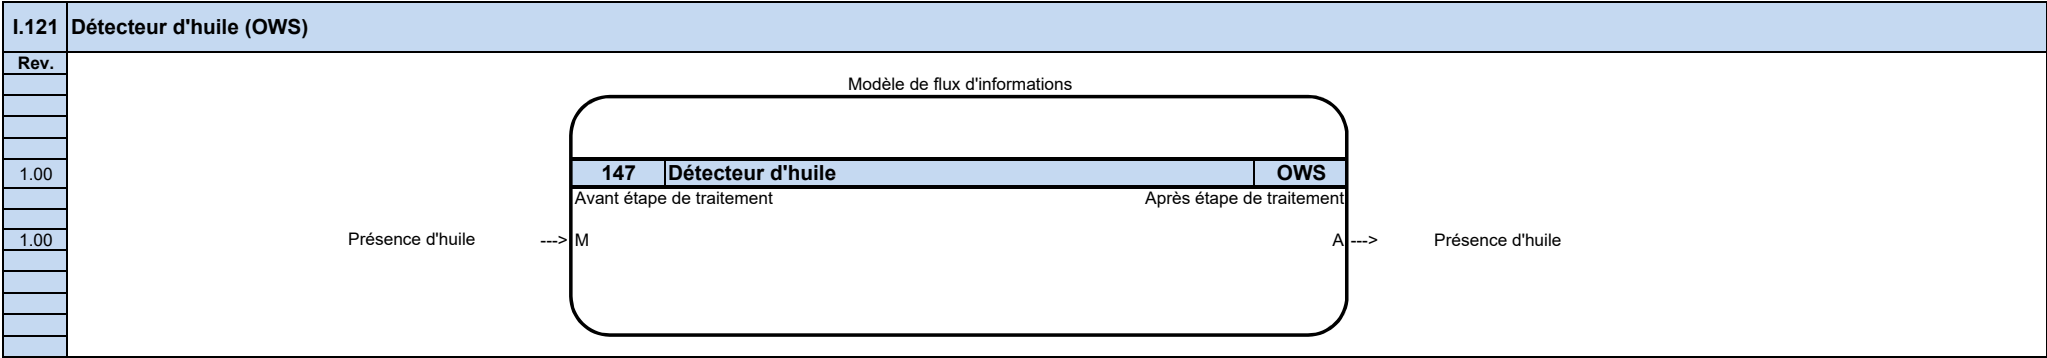 I.121 Détecteur d'huile (OWS)
Rev.
Modèle de flux d'informations
1.00 147 Détecteur d'huile OWS
Avant étape de traitement Après étape de traitement
1.00 Présence d'huile ---> M A ---> Présence d'huile